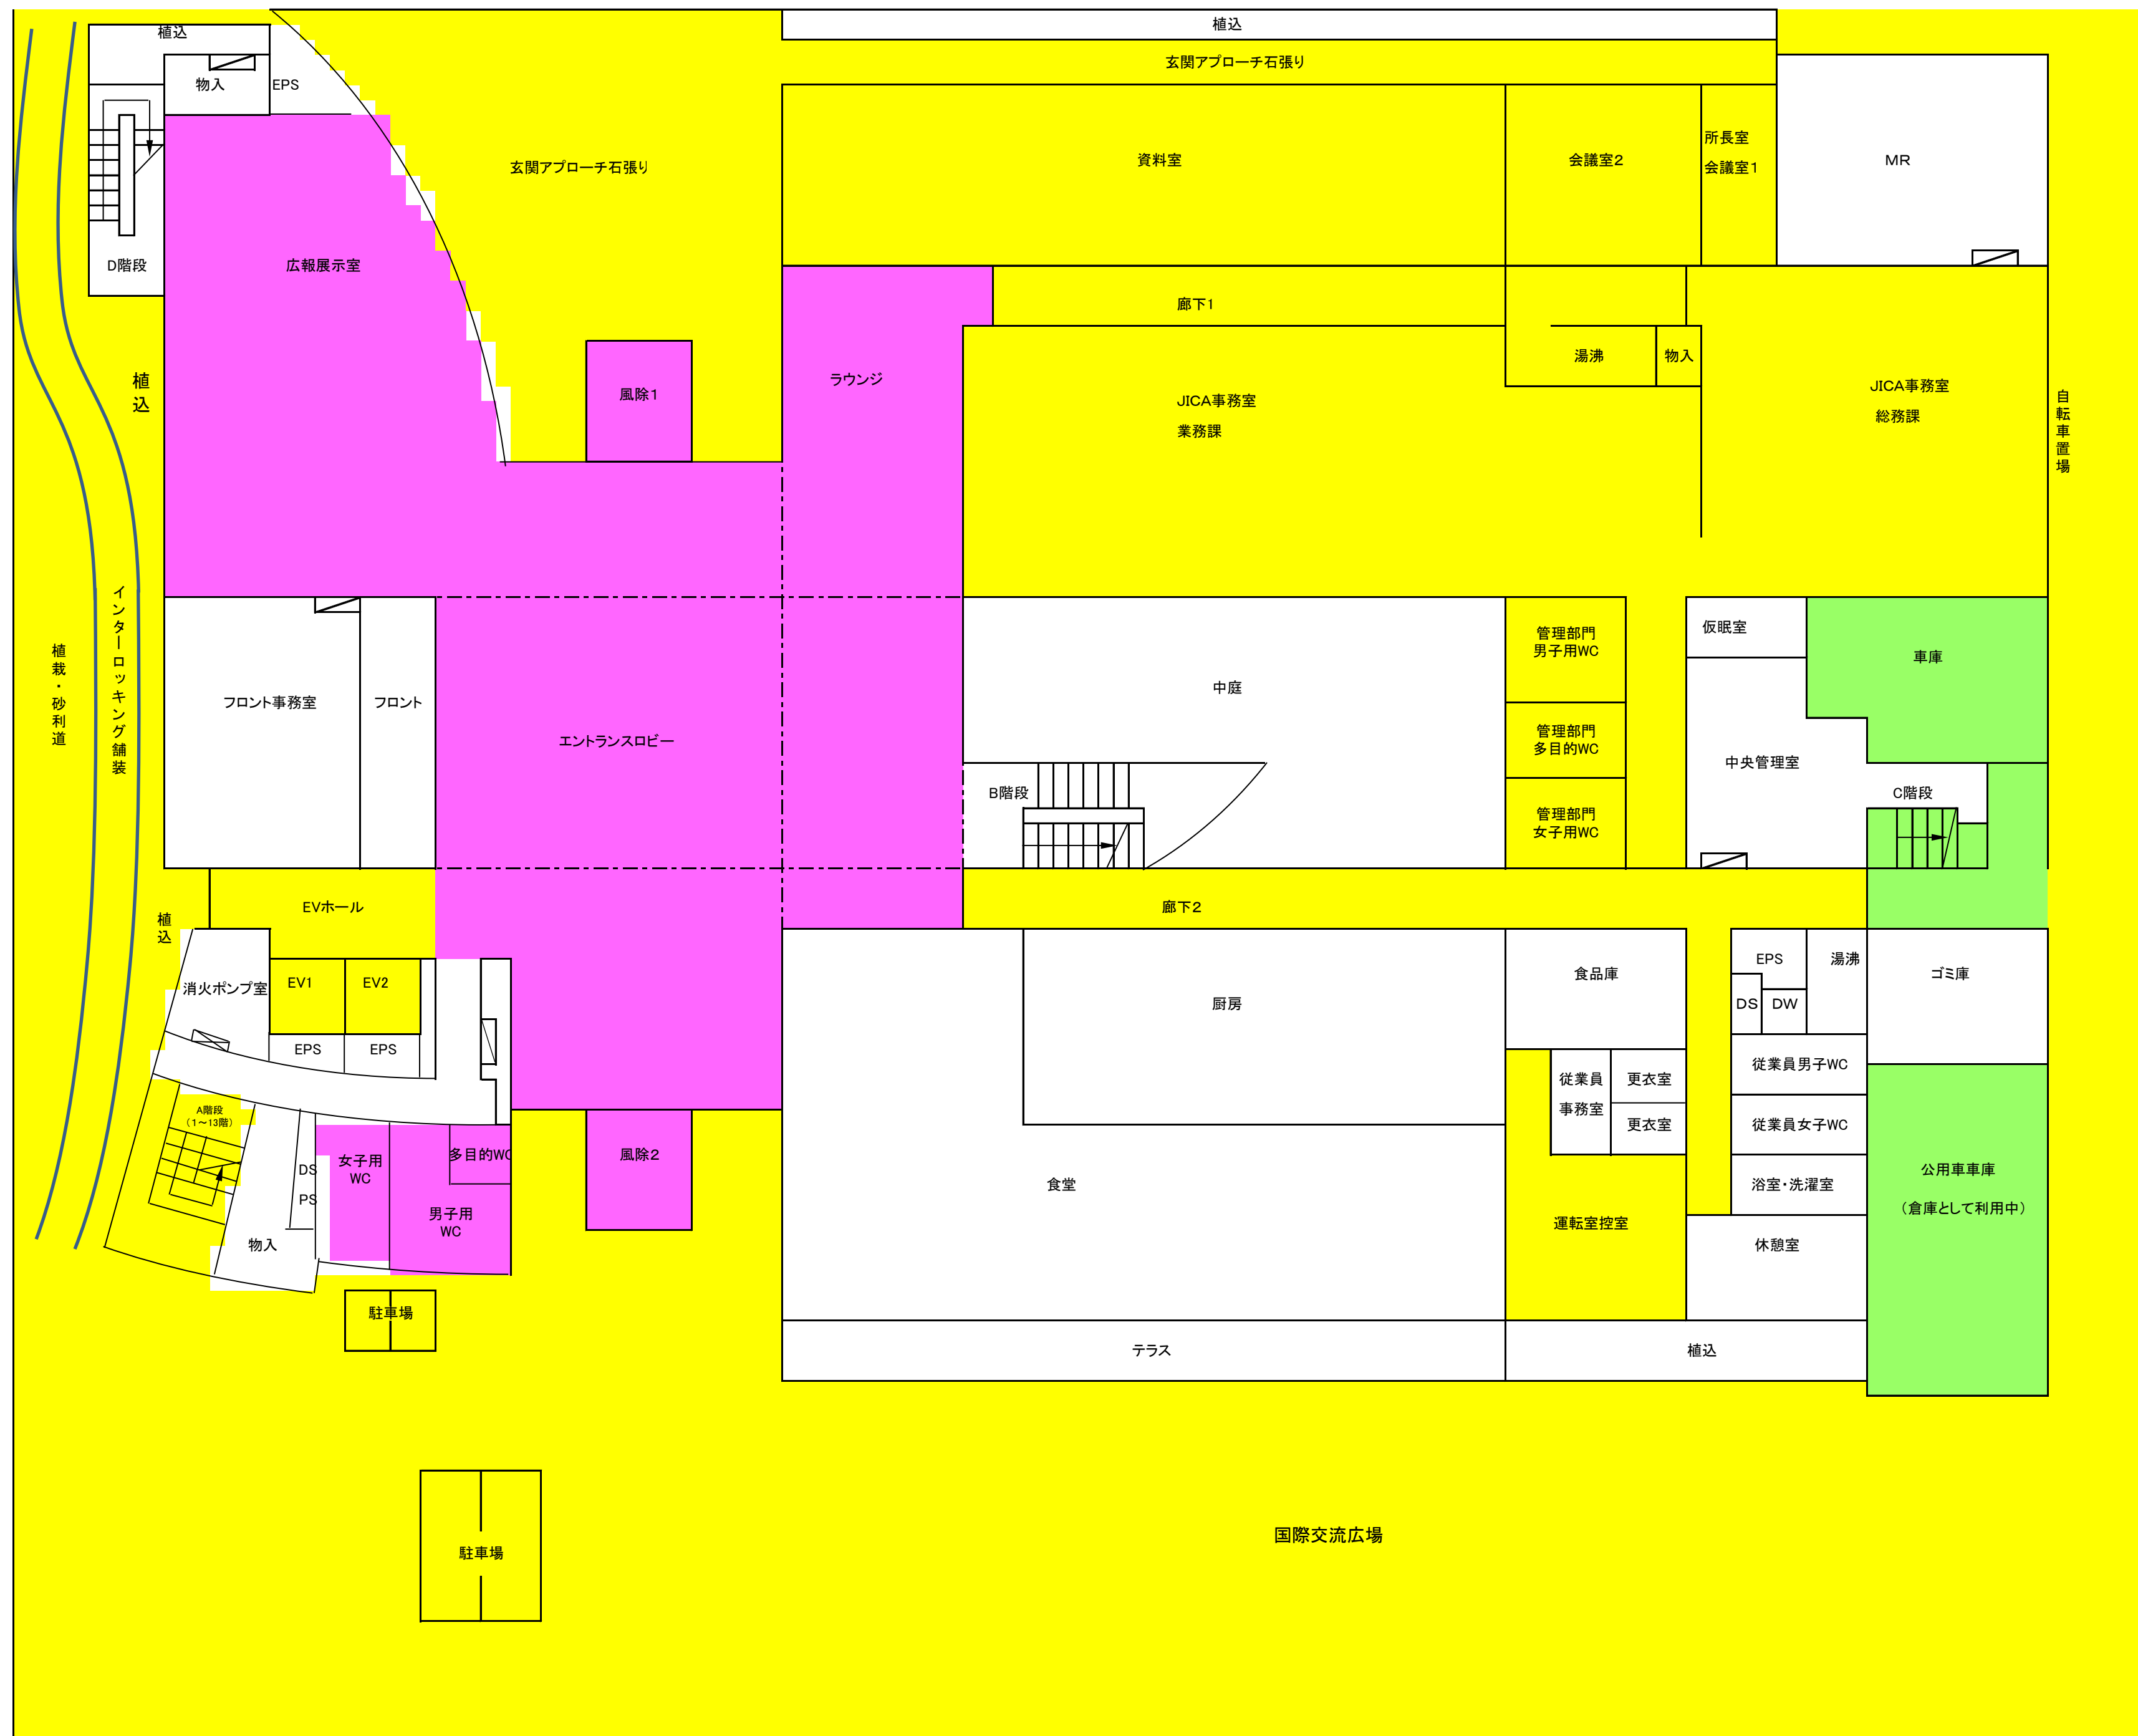 植込
植込
玄関アプローチ石張り
物入
EPS
所長室
会議室1
玄関アプローチ石張り
資料室
会議室2
MR
D階段
広報展示室
廊下1
湯沸
物入
ラウンジ
風除1
植
込
JICA事務室
業務課
JICA事務室
総務課
自転車置場
インターロッキング舗装
植栽・砂利道
仮眠室
管理部門
男子用WC
車庫
中庭
フロント事務室
フロント
エントランスロビー
管理部門
多目的WC
中央管理室
B階段
C階段
管理部門
女子用WC
EVホール
廊下2
植
込
消火ポンプ室
EV1
EV2
食品庫
EPS
湯沸
ゴミ庫
厨房
DS
DW
EPS
EPS
従業員男子WC
従業員
事務室
更衣室
更衣室
A階段
(1~13階)
従業員女子WC
女子用
WC
多目的WC
風除2
DS
PS
食堂
公用車車庫
(倉庫として利用中)
浴室・洗濯室
男子用
WC
運転室控室
物入
休憩室
駐車場
テラス
植込
国際交流広場
駐車場